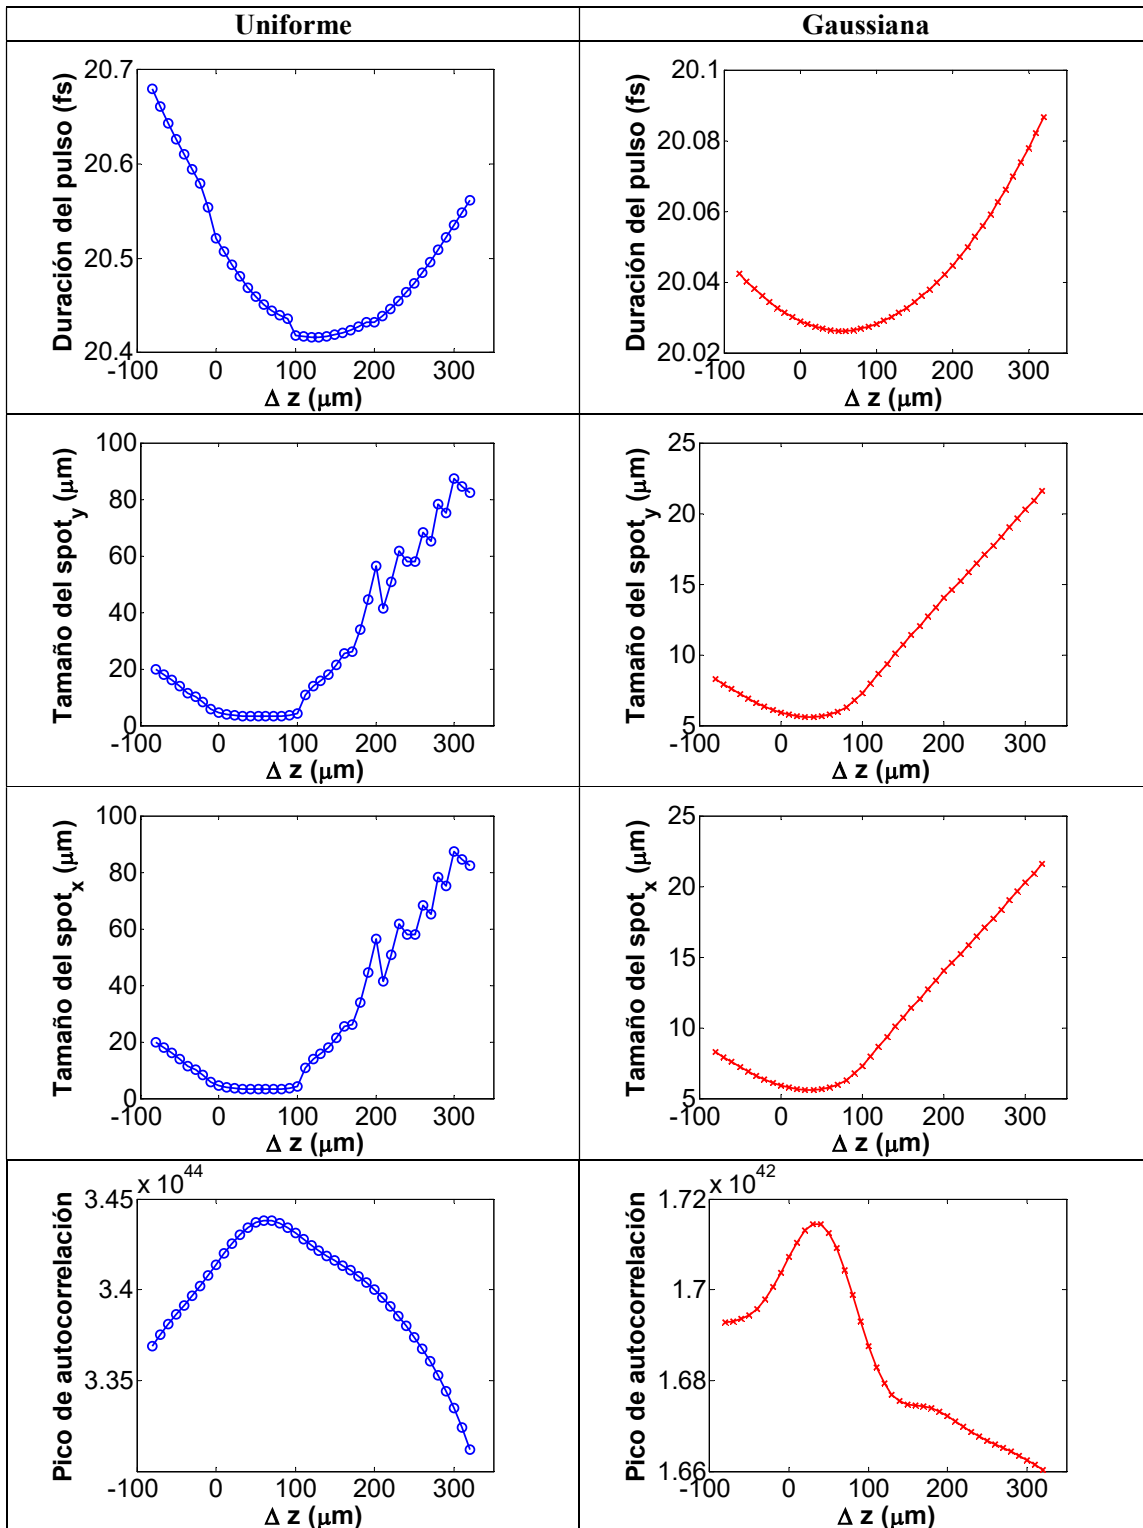 Uniforme
Gaussiana
20.7
20.6
20.5
20.4
-100 0 100 200 300
Δ z (μm)
Duración del pulso (fs)
20.1
20.08
20.06
20.04
20.02
-100 0 100 200 300
Δ z (μm)
Duración del pulso (fs)
100
80
60
40
20
0
-100 0 100 200 300
Δ z (μm)
Tamaño del spot_y (μm)
25
20
15
10
5
-100 0 100 200 300
Δ z (μm)
Tamaño del spot_y (μm)
100
80
60
40
20
0
-100 0 100 200 300
Δ z (μm)
Tamaño del spot_x (μm)
25
20
15
10
5
-100 0 100 200 300
Δ z (μm)
Tamaño del spot_x (μm)
x 10^44
3.45
3.4
3.35
-100 0 100 200 300
Δ z (μm)
Pico de autocorrelación
x 10^42
1.72
1.7
1.68
1.66
-100 0 100 200 300
Δ z (μm)
Pico de autocorrelación